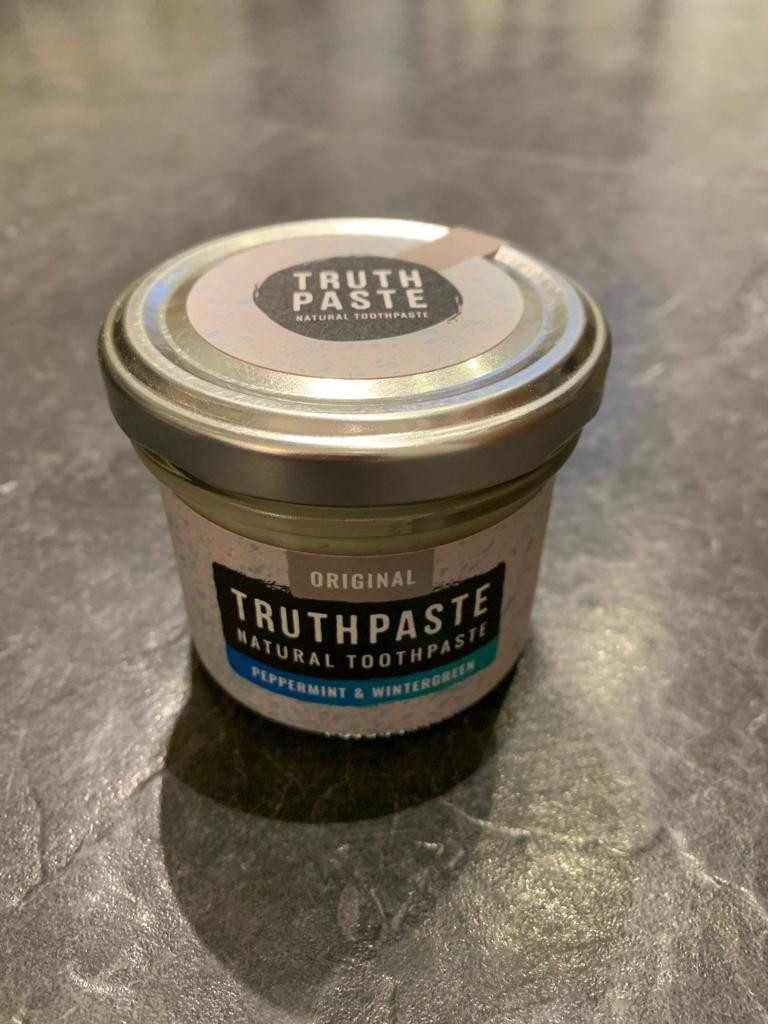 TRUTH
PASTE
NATURAL TOOTHPASTE
ORIGINAL
TRUTHPASTE
NATURAL TOOTHPASTE
PEPPERMINT & WINTERGREEN